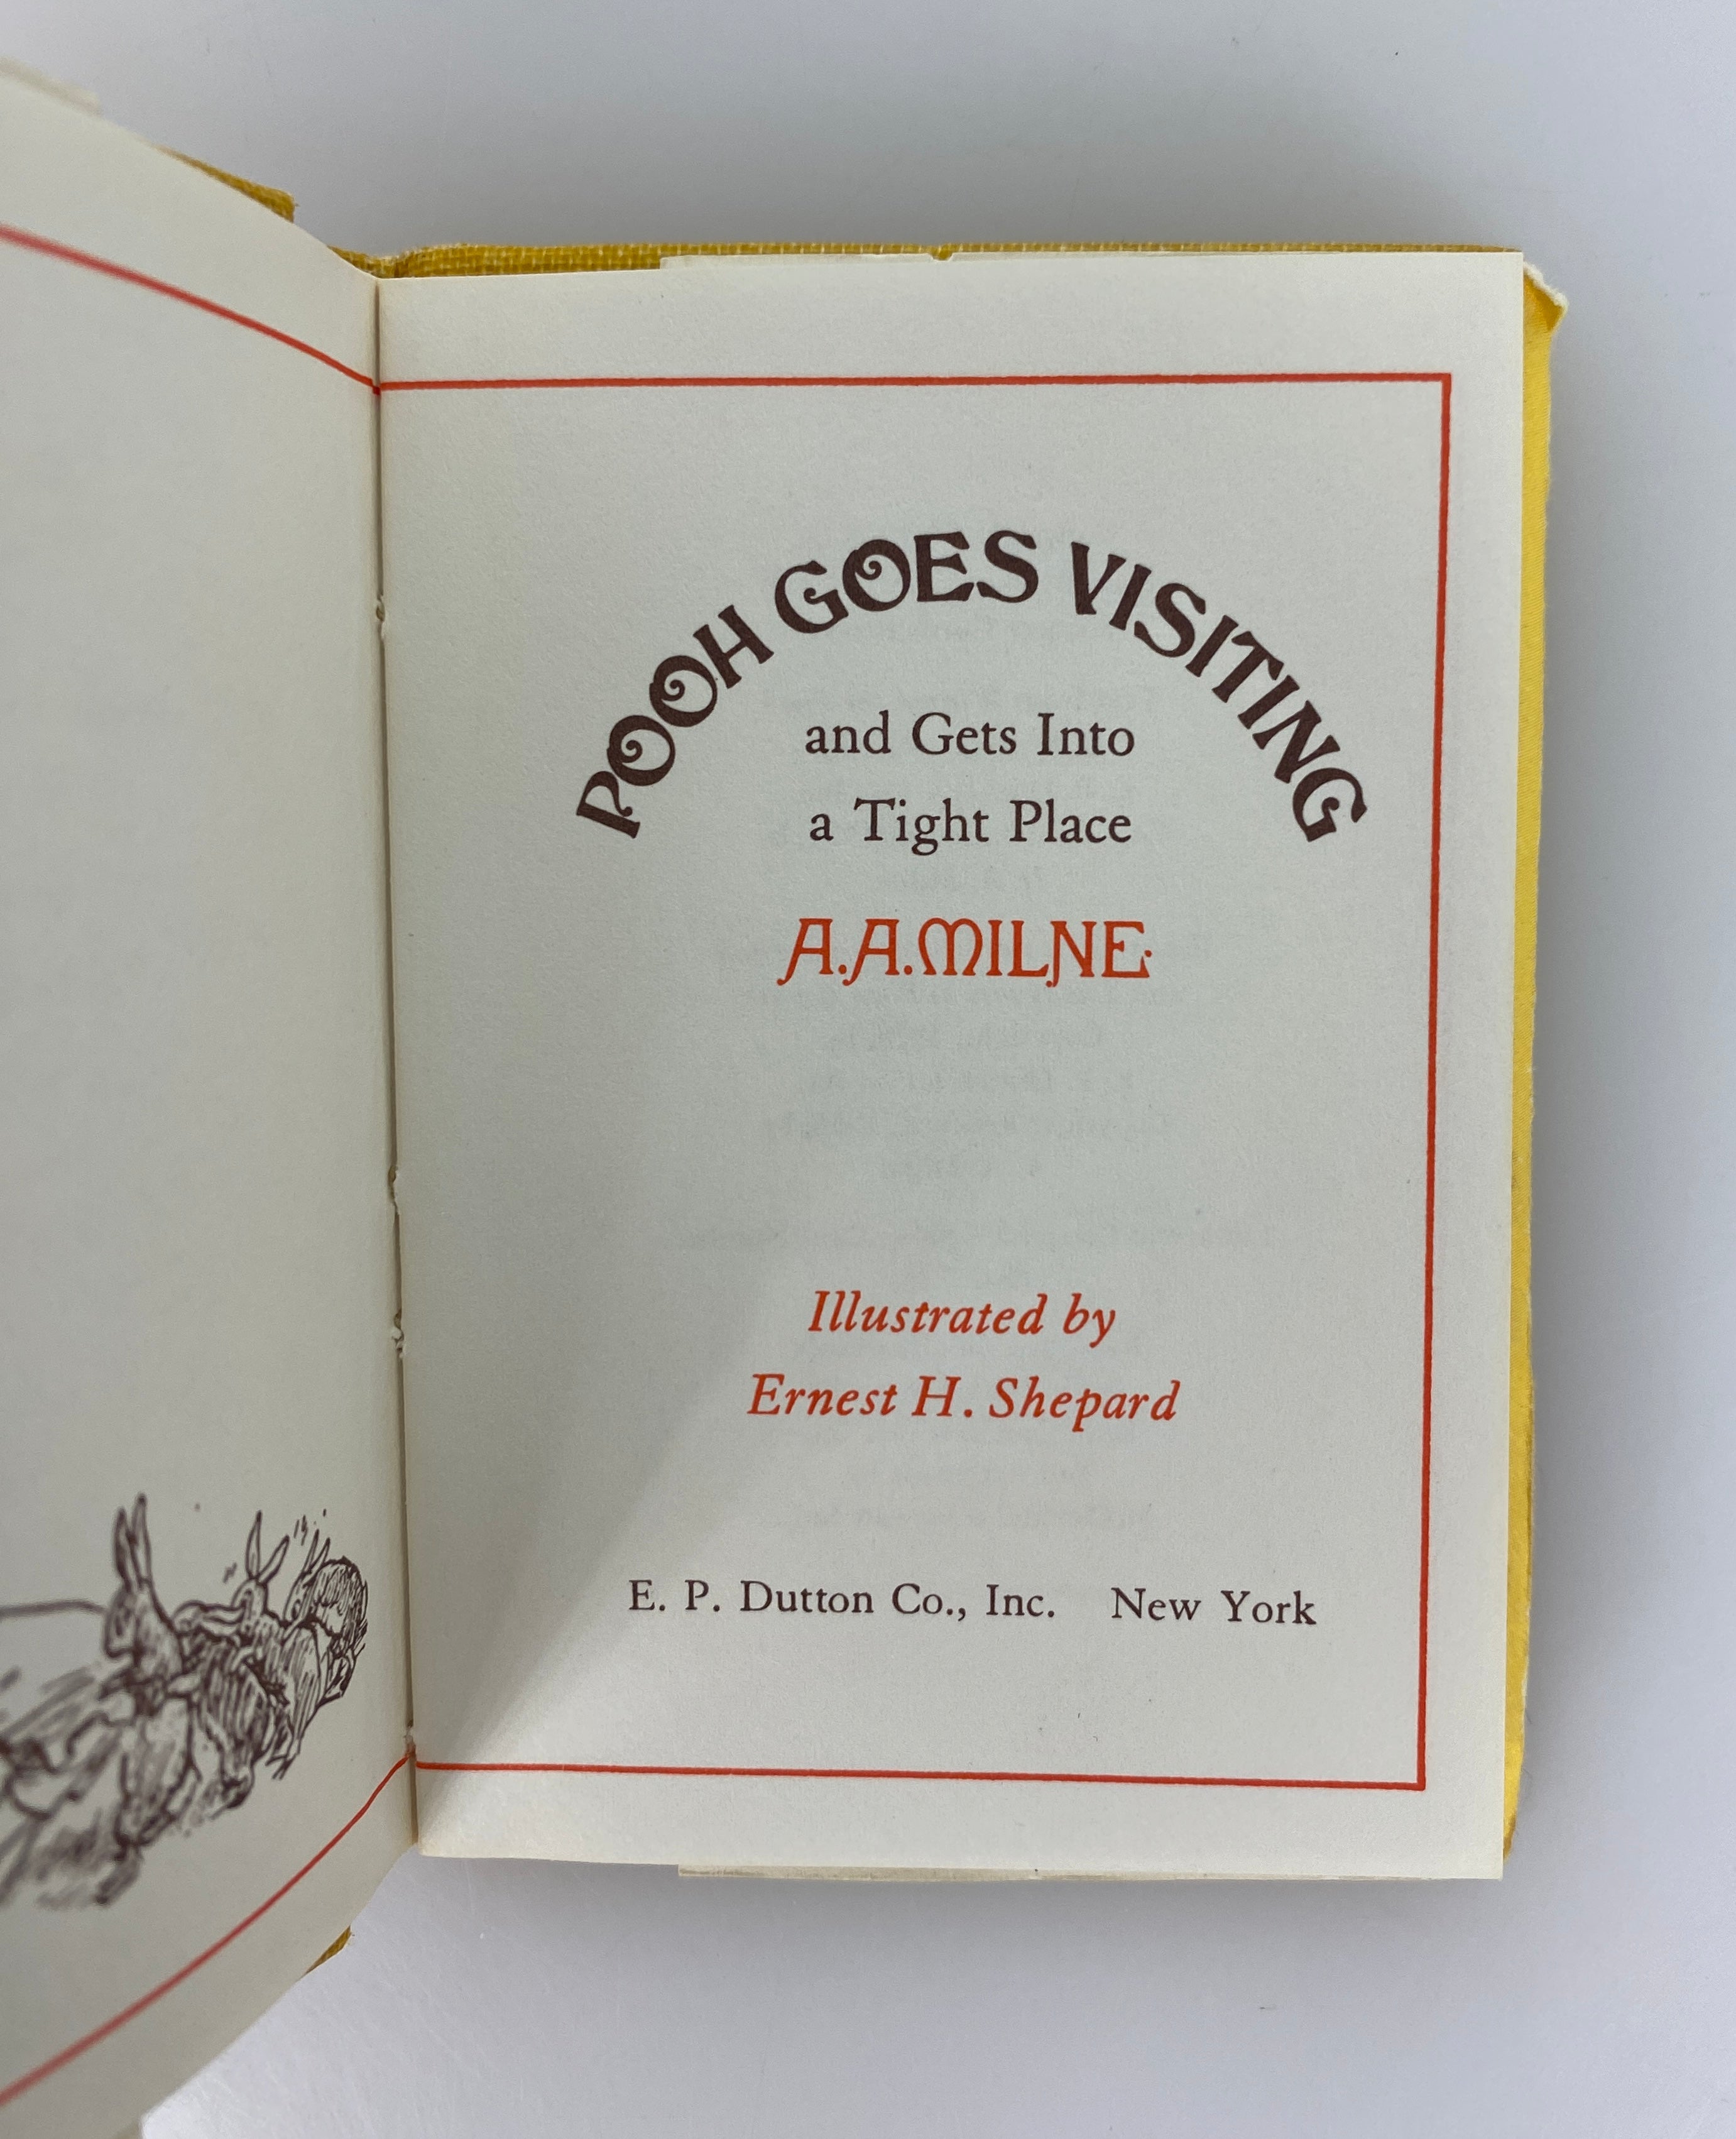 POOH GOES VISITING
and Gets Into
a Tight Place
A.A.MILNE
Illustrated by
Ernest H. Shepard
E. P. Dutton Co., Inc. New York